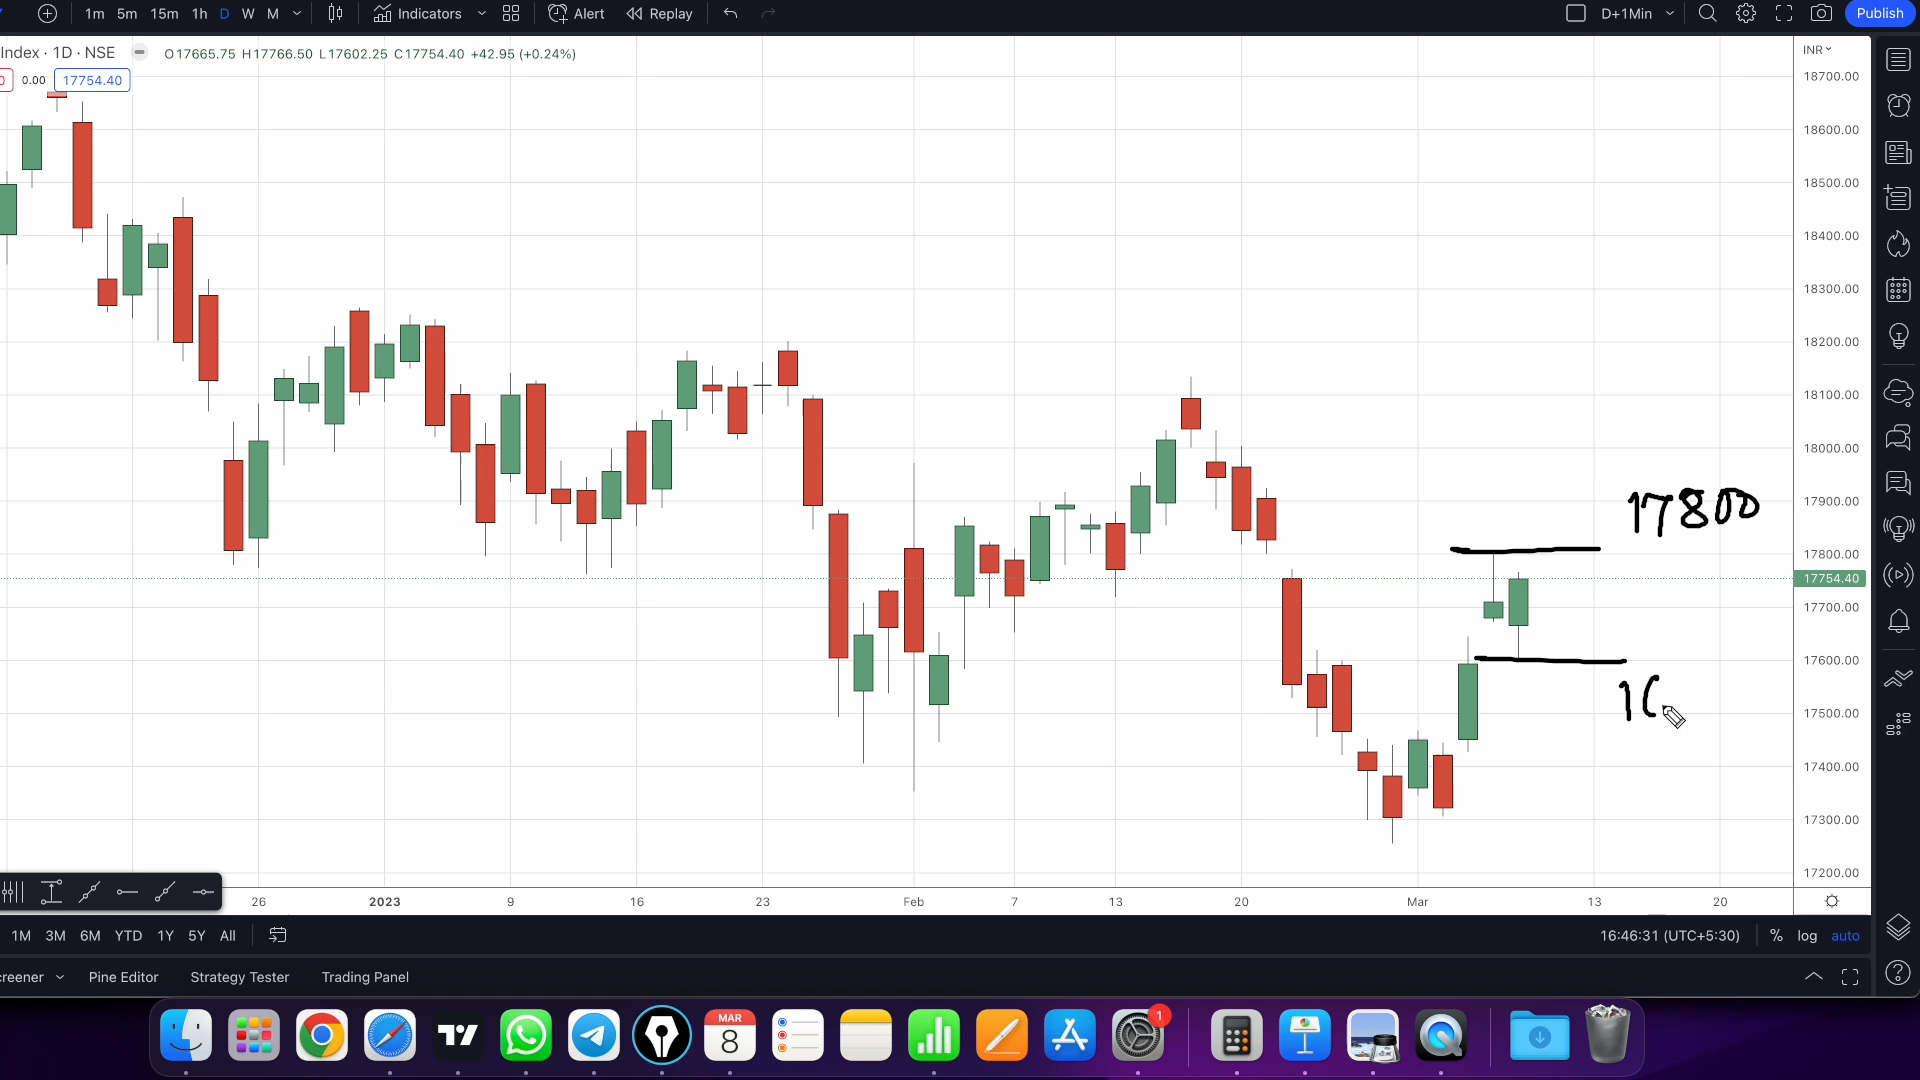 1m 5m 15m 1h D W M Indicators Alert Replay D+1Min Publish
Index · 1D · NSE O17665.75 H17766.50 L17602.25 C17754.40 +42.95 (+0.24%)
0 0.00 17754.40
INR
18700.00
18600.00
18500.00
18400.00
18300.00
18200.00
18100.00
18000.00
17900.00
17800
17800.00
17754.40
17700.00
17600.00
17500.00
17400.00
17300.00
17200.00
26 2023 9 16 23 Feb 7 13 20 Mar 13 20
1M 3M 6M YTD 1Y 5Y All 16:46:31 (UTC+5:30) % log auto
creener Pine Editor Strategy Tester Trading Panel
MAR
8
1